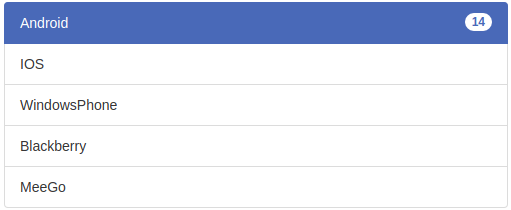 Android 14
IOS
WindowsPhone
Blackberry
MeeGo